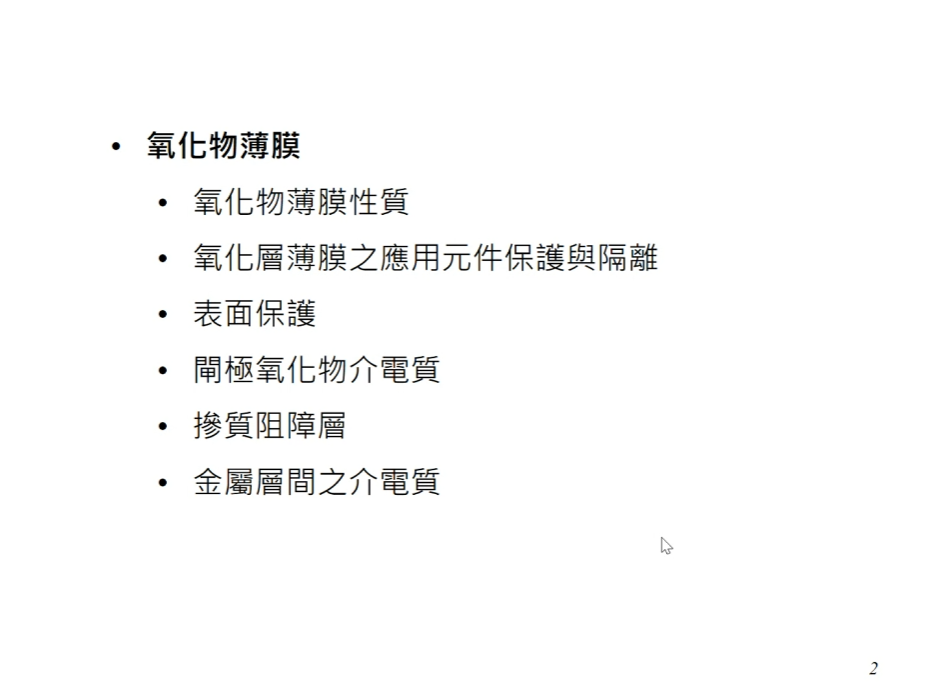 • 氧化物薄膜
• 氧化物薄膜性質
• 氧化層薄膜之應用元件保護與隔離
• 表面保護
• 閘極氧化物介電質
• 摻質阻障層
• 金屬層間之介電質
2